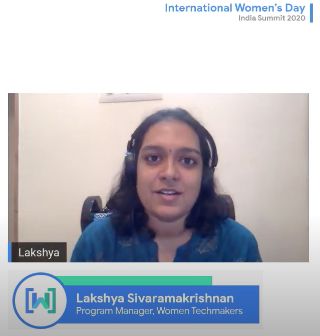 International Women's Day
India Summit 2020
Lakshya
Lakshya Sivaramakrishnan
Program Manager, Women Techmakers